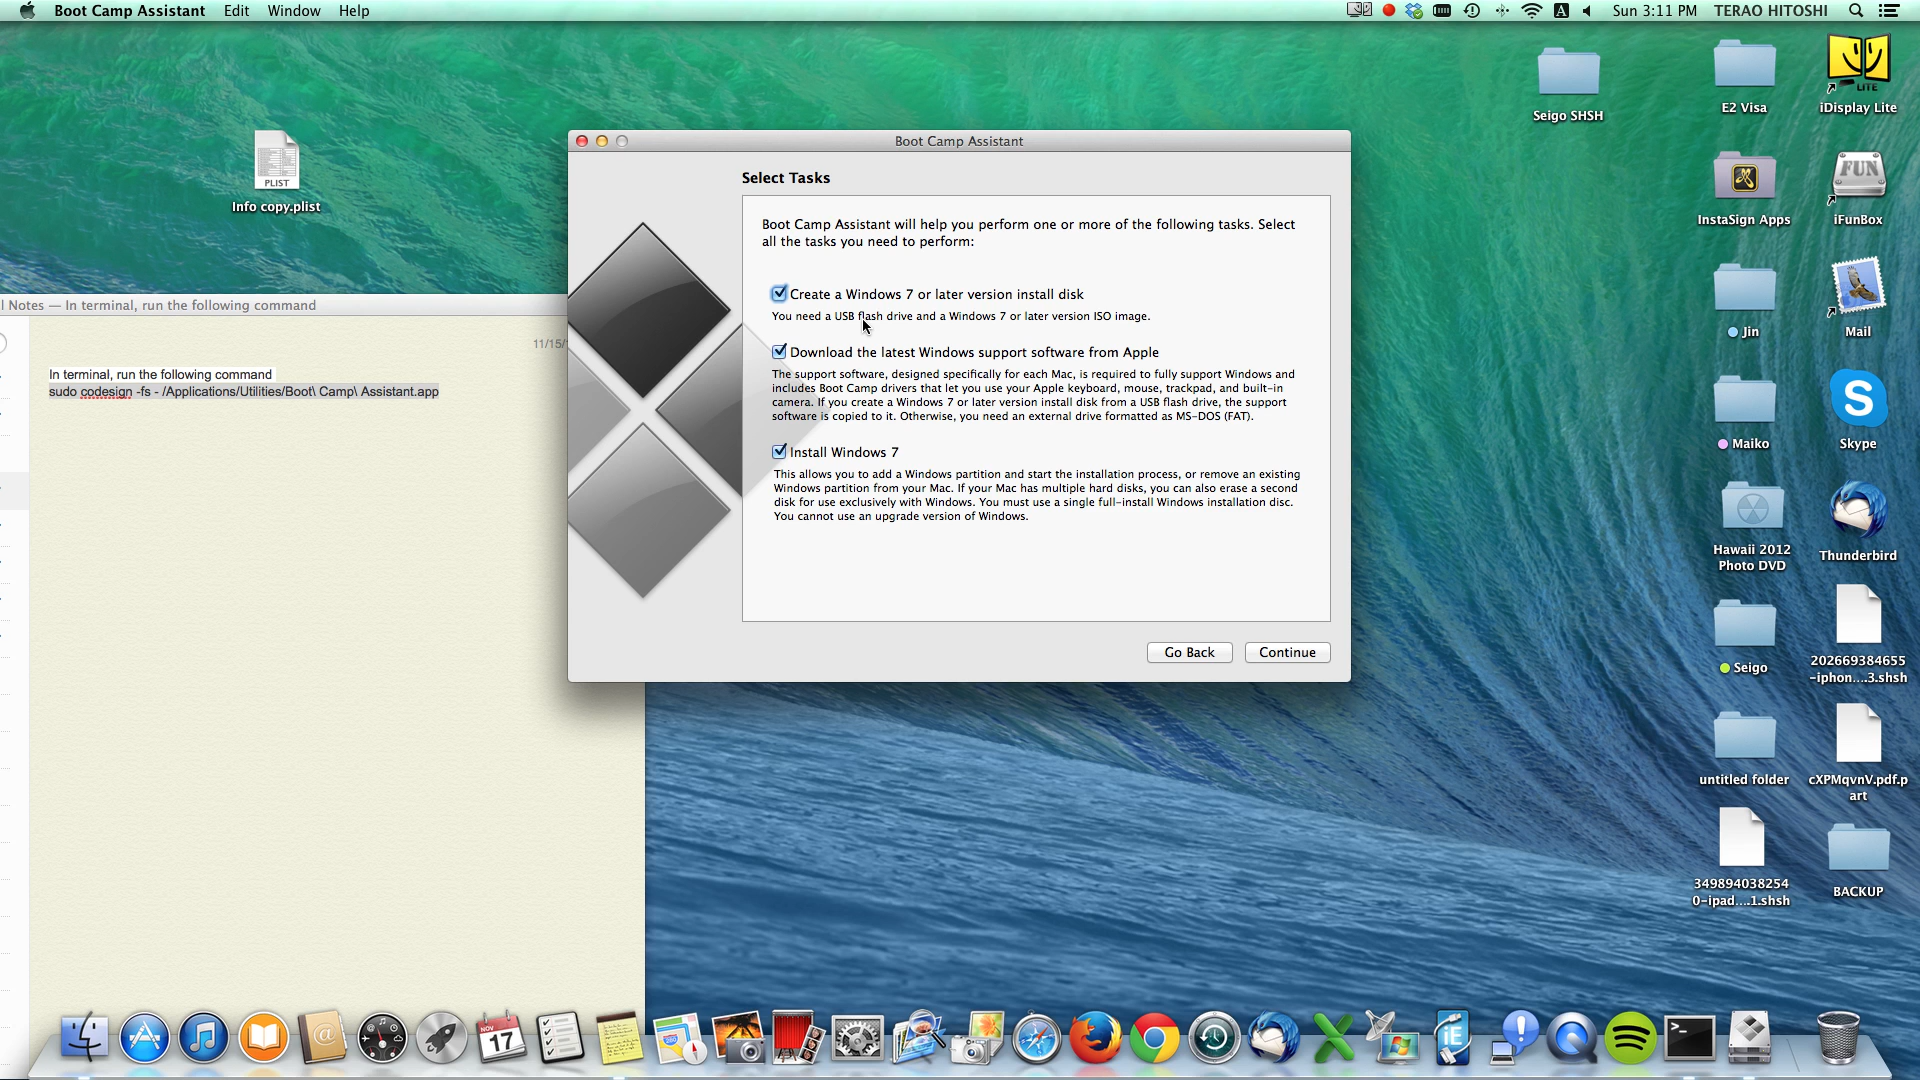 Boot Camp Assistant Edit Window Help
A Sun 3:11 PM TERAO HITOSHI
PLIST
Info copy.plist
l Notes — In terminal, run the following command
11/15/
In terminal, run the following command
sudo codesign -fs - /Applications/Utilities/Boot\ Camp\ Assistant.app
Boot Camp Assistant
Select Tasks
Boot Camp Assistant will help you perform one or more of the following tasks. Select
all the tasks you need to perform:
Create a Windows 7 or later version install disk
You need a USB flash drive and a Windows 7 or later version ISO image.
Download the latest Windows support software from Apple
The support software, designed specifically for each Mac, is required to fully support Windows and
includes Boot Camp drivers that let you use your Apple keyboard, mouse, trackpad, and built-in
camera. If you create a Windows 7 or later version install disk from a USB flash drive, the support
software is copied to it. Otherwise, you need an external drive formatted as MS-DOS (FAT).
Install Windows 7
This allows you to add a Windows partition and start the installation process, or remove an existing
Windows partition from your Mac. If your Mac has multiple hard disks, you can also erase a second
disk for use exclusively with Windows. You must use a single full-install Windows installation disc.
You cannot use an upgrade version of Windows.
Go Back Continue
Seigo SHSH
E2 Visa
LITE
iDisplay Lite
InstaSign Apps
FUN
iFunBox
Jin
Mail
Maiko
S
Skype
Hawaii 2012
Photo DVD
Thunderbird
Seigo
202669384655
-iphon....3.shsh
untitled folder
cXPMqvnV.pdf.p
art
349894038254
0-ipad....1.shsh
BACKUP
NOV
17
iE